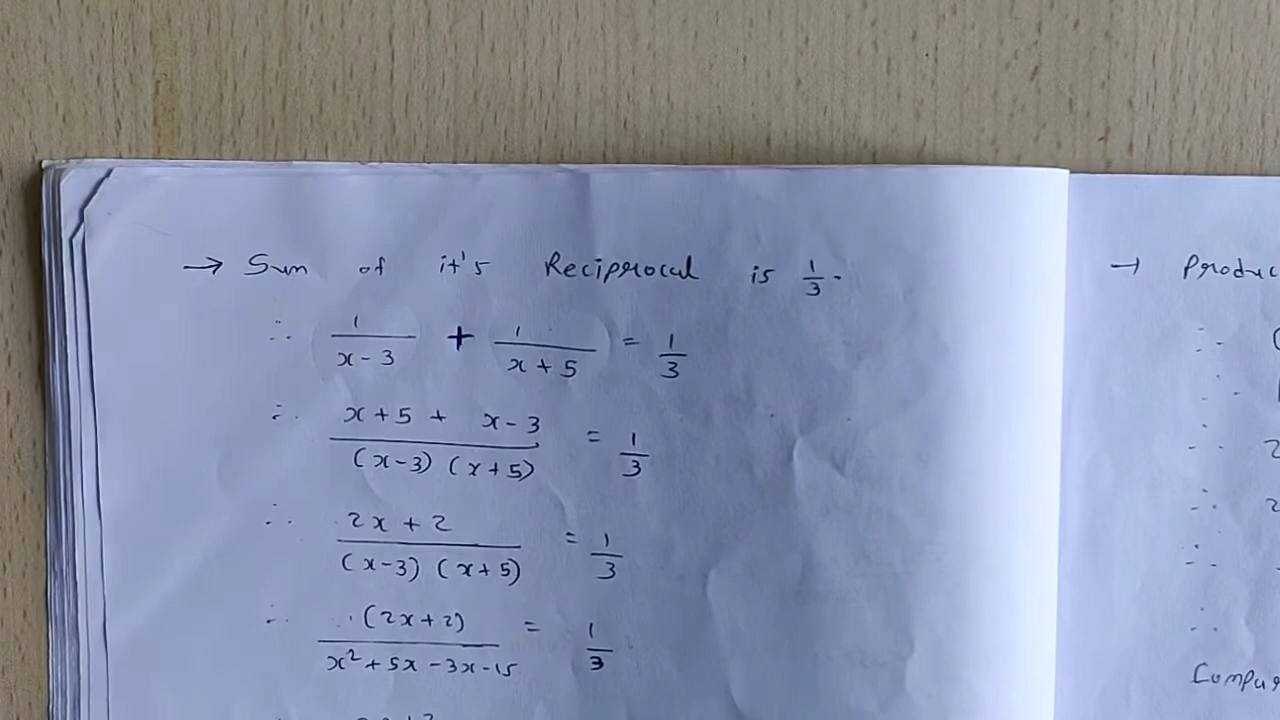 → Sum of it's Reciprocal is 1/3.
∴ 1/(x-3) + 1/(x+5) = 1/3
∴ (x+5 + x-3)/((x-3)(x+5)) = 1/3
∴ (2x+2)/((x-3)(x+5)) = 1/3
∴ (2x+2)/(x²+5x-3x-15) = 1/3
→ Produc